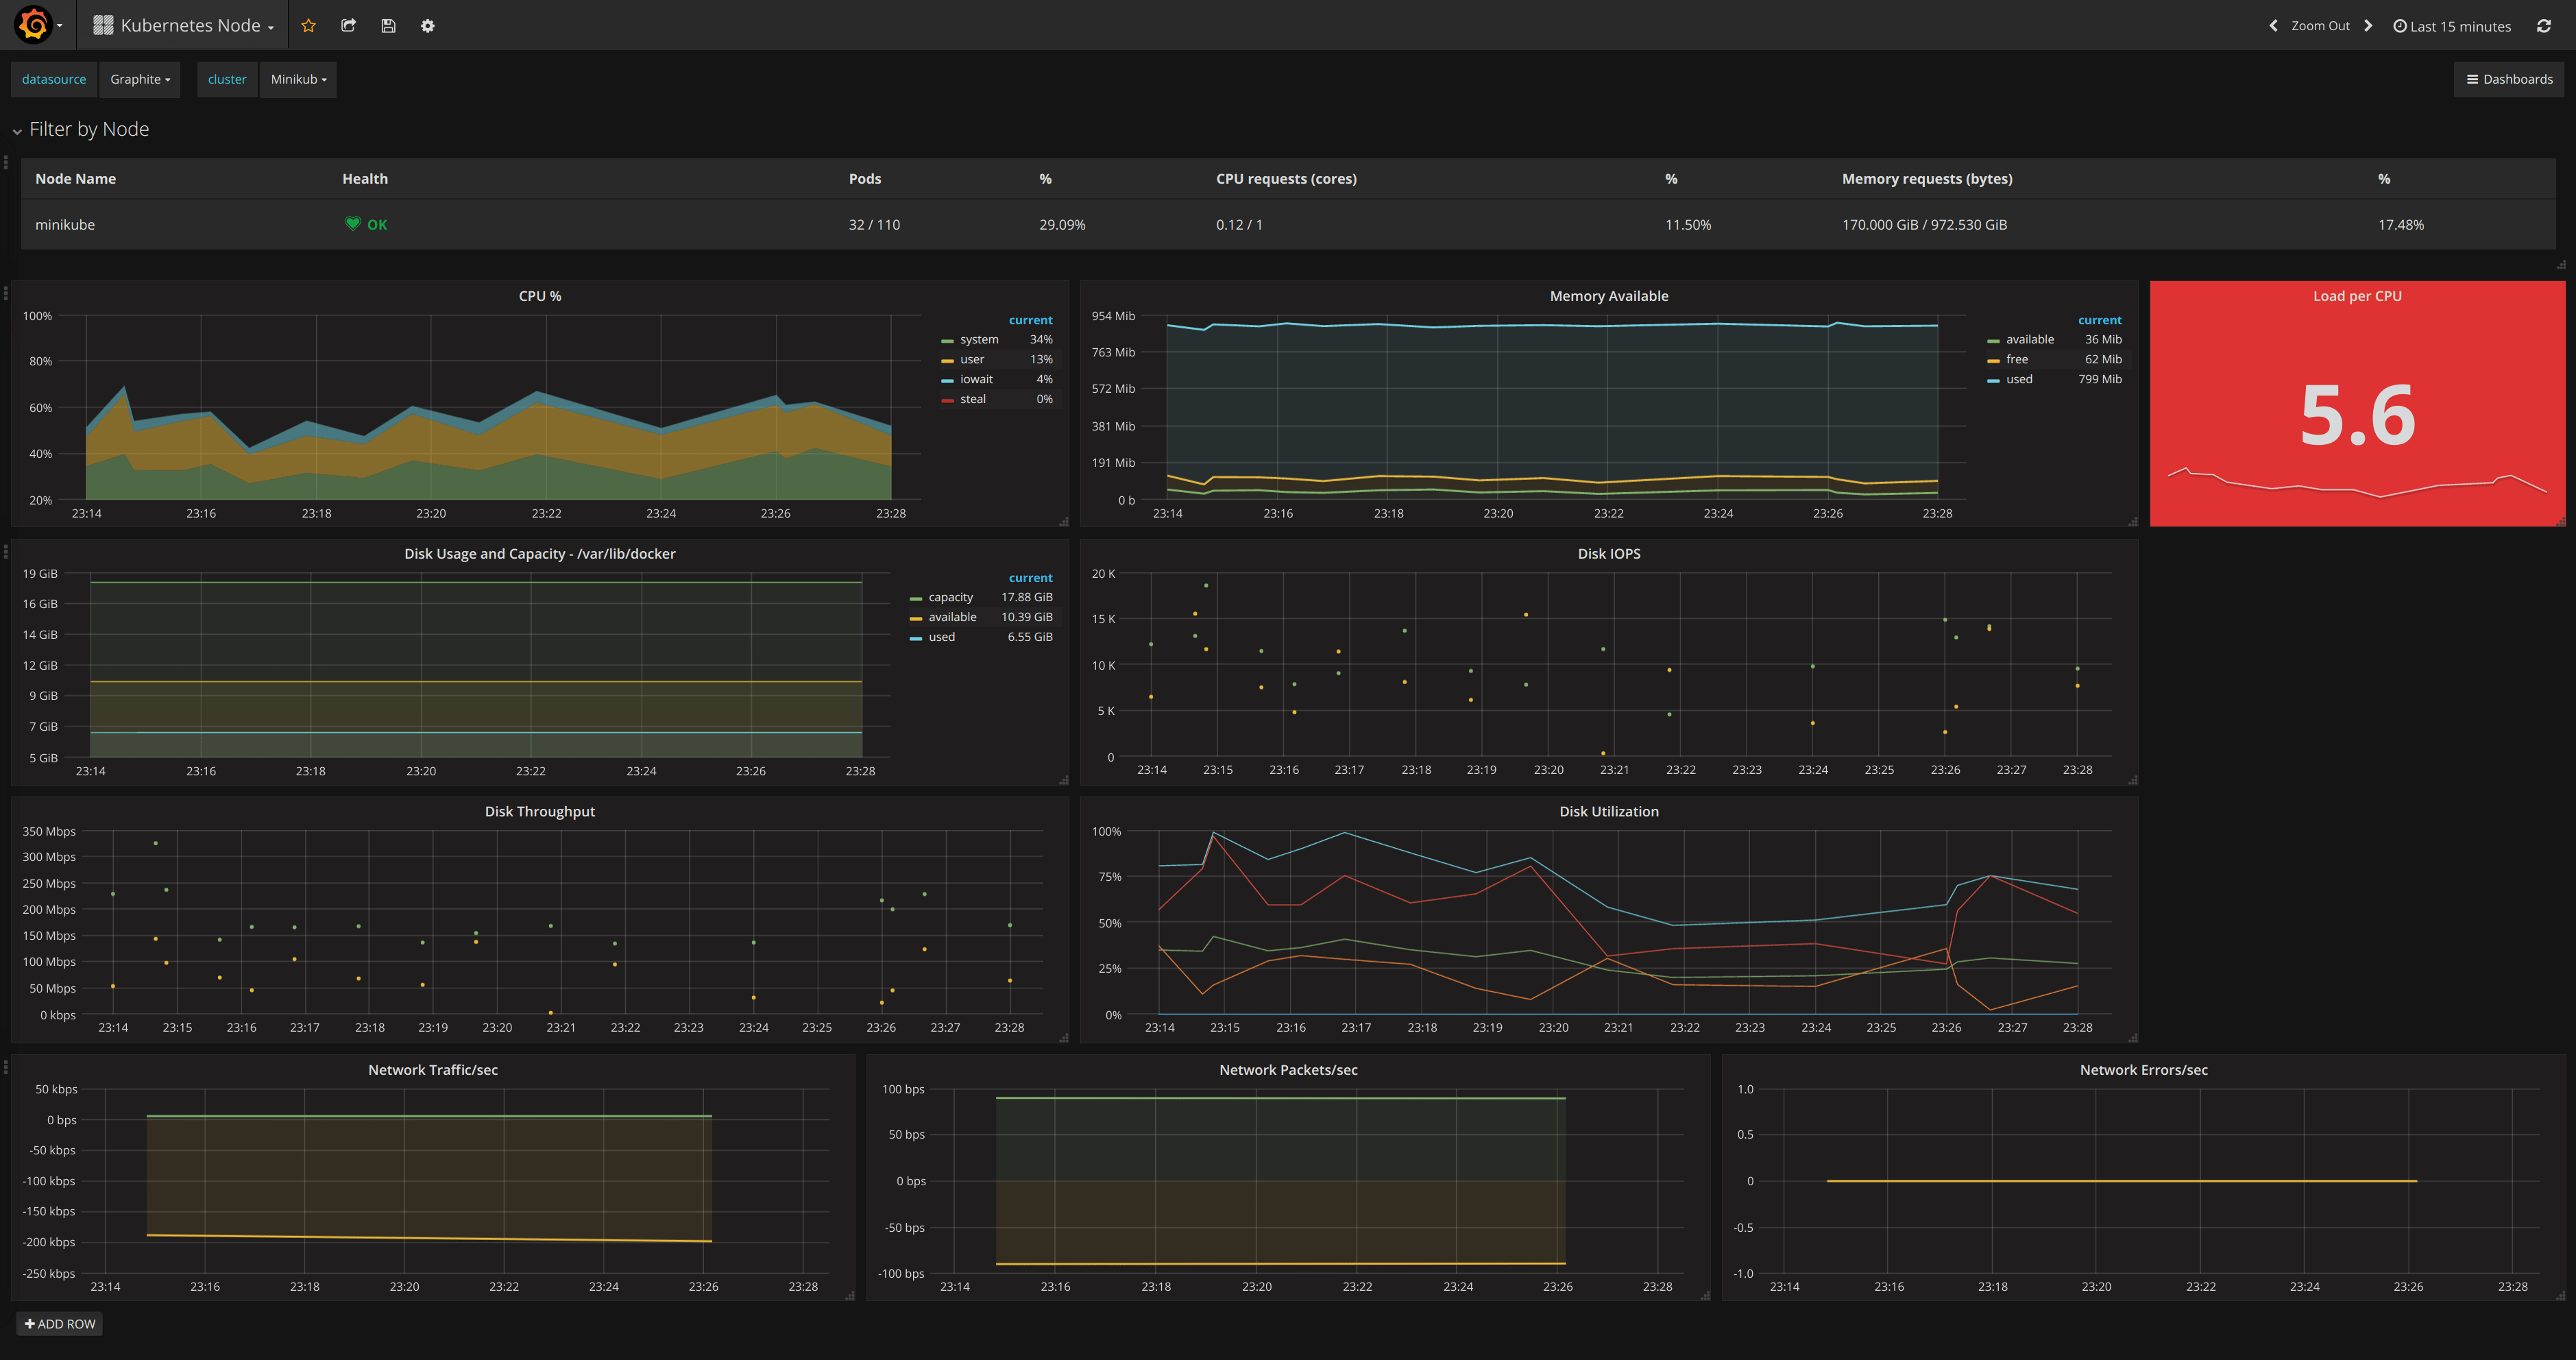 Kubernetes Node
Zoom Out
Last 15 minutes
datasource Graphite cluster Minikub
Dashboards
Filter by Node
Node Name Health Pods % CPU requests (cores) % Memory requests (bytes) %
minikube OK 32 / 110 29.09% 0.12 / 1 11.50% 170.000 GiB / 972.530 GiB 17.48%
CPU %
100%
80%
60%
40%
20%
23:14 23:16 23:18 23:20 23:22 23:24 23:26 23:28
current
system 34%
user 13%
iowait 4%
steal 0%
Memory Available
954 Mib
763 Mib
572 Mib
381 Mib
191 Mib
0 b
23:14 23:16 23:18 23:20 23:22 23:24 23:26 23:28
current
available 36 Mib
free 62 Mib
used 799 Mib
Load per CPU
5.6
Disk Usage and Capacity - /var/lib/docker
19 GiB
16 GiB
14 GiB
12 GiB
9 GiB
7 GiB
5 GiB
23:14 23:16 23:18 23:20 23:22 23:24 23:26 23:28
current
capacity 17.88 GiB
available 10.39 GiB
used 6.55 GiB
Disk IOPS
20 K
15 K
10 K
5 K
0
23:14 23:15 23:16 23:17 23:18 23:19 23:20 23:21 23:22 23:23 23:24 23:25 23:26 23:27 23:28
Disk Throughput
350 Mbps
300 Mbps
250 Mbps
200 Mbps
150 Mbps
100 Mbps
50 Mbps
0 kbps
23:14 23:15 23:16 23:17 23:18 23:19 23:20 23:21 23:22 23:23 23:24 23:25 23:26 23:27 23:28
Disk Utilization
100%
75%
50%
25%
0%
23:14 23:15 23:16 23:17 23:18 23:19 23:20 23:21 23:22 23:23 23:24 23:25 23:26 23:27 23:28
Network Traffic/sec
50 kbps
0 bps
-50 kbps
-100 kbps
-150 kbps
-200 kbps
-250 kbps
23:14 23:16 23:18 23:20 23:22 23:24 23:26 23:28
Network Packets/sec
100 bps
50 bps
0 bps
-50 bps
-100 bps
23:14 23:16 23:18 23:20 23:22 23:24 23:26 23:28
Network Errors/sec
1.0
0.5
0
-0.5
-1.0
23:14 23:16 23:18 23:20 23:22 23:24 23:26 23:28
ADD ROW